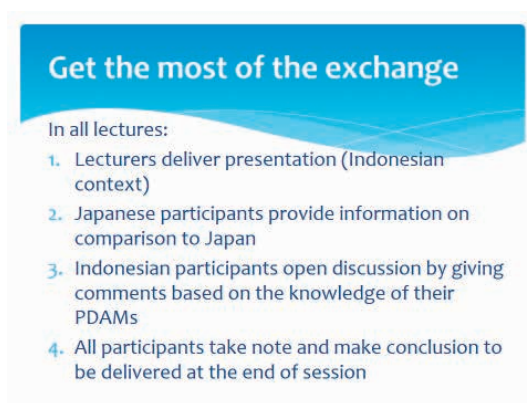 Get the most of the exchange
In all lectures:
1. Lecturers deliver presentation (Indonesian
context)
2. Japanese participants provide information on
comparison to Japan
3. Indonesian participants open discussion by giving
comments based on the knowledge of their
PDAMs
4. All participants take note and make conclusion to
be delivered at the end of session